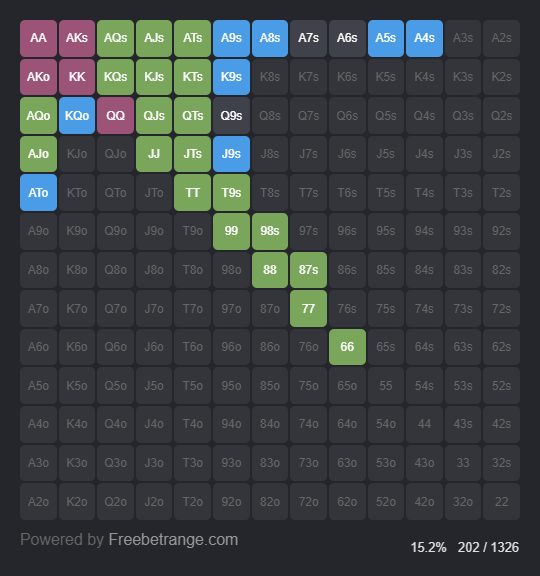 AA AKs AQs AJs ATs A9s A8s A7s A6s A5s A4s A3s A2s
AKo KK KQs KJs KTs K9s K8s K7s K6s K5s K4s K3s K2s
AQo KQo QQ QJs QTs Q9s Q8s Q7s Q6s Q5s Q4s Q3s Q2s
AJo KJo QJo JJ JTs J9s J8s J7s J6s J5s J4s J3s J2s
ATo KTo QTo JTo TT T9s T8s T7s T6s T5s T4s T3s T2s
A9o K9o Q9o J9o T9o 99 98s 97s 96s 95s 94s 93s 92s
A8o K8o Q8o J8o T8o 98o 88 87s 86s 85s 84s 83s 82s
A7o K7o Q7o J7o T7o 97o 87o 77 76s 75s 74s 73s 72s
A6o K6o Q6o J6o T6o 96o 86o 76o 66 65s 64s 63s 62s
A5o K5o Q5o J5o T5o 95o 85o 75o 65o 55 54s 53s 52s
A4o K4o Q4o J4o T4o 94o 84o 74o 64o 54o 44 43s 42s
A3o K3o Q3o J3o T3o 93o 83o 73o 63o 53o 43o 33 32s
A2o K2o Q2o J2o T2o 92o 82o 72o 62o 52o 42o 32o 22
Powered by Freebetrange.com
15.2% 202 / 1326